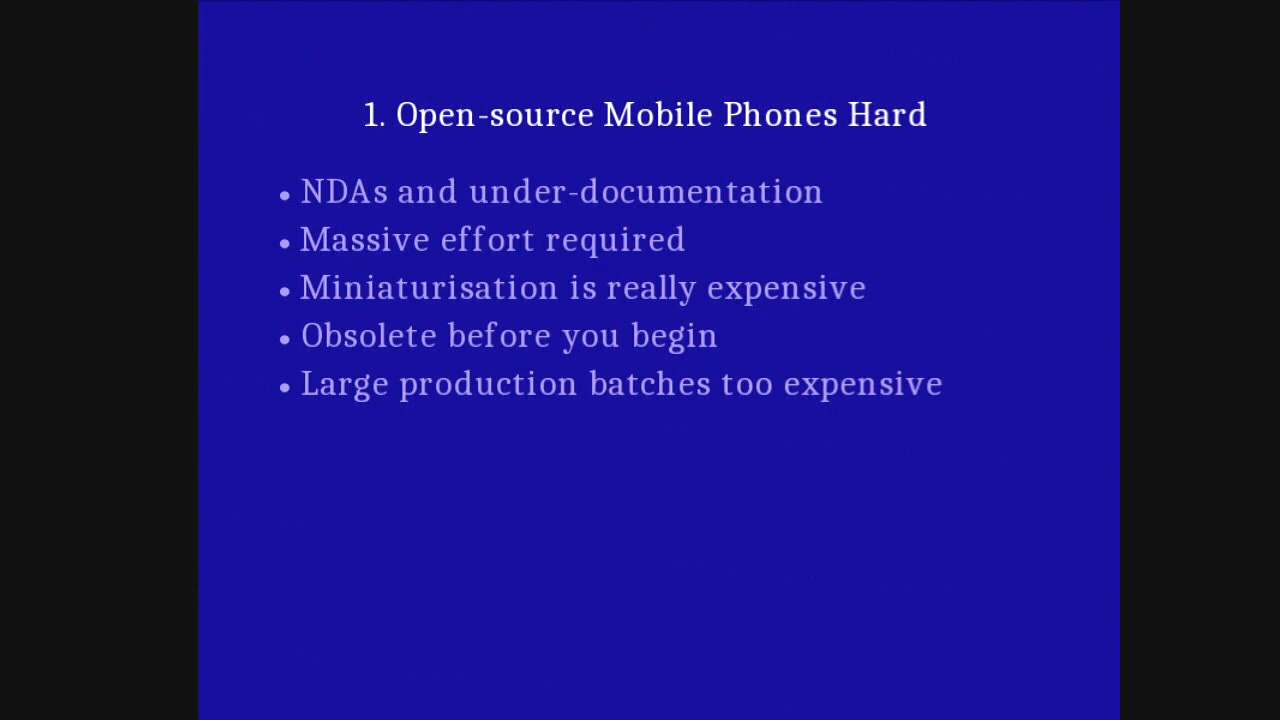 1. Open-source Mobile Phones Hard
• NDAs and under-documentation
• Massive effort required
• Miniaturisation is really expensive
• Obsolete before you begin
• Large production batches too expensive